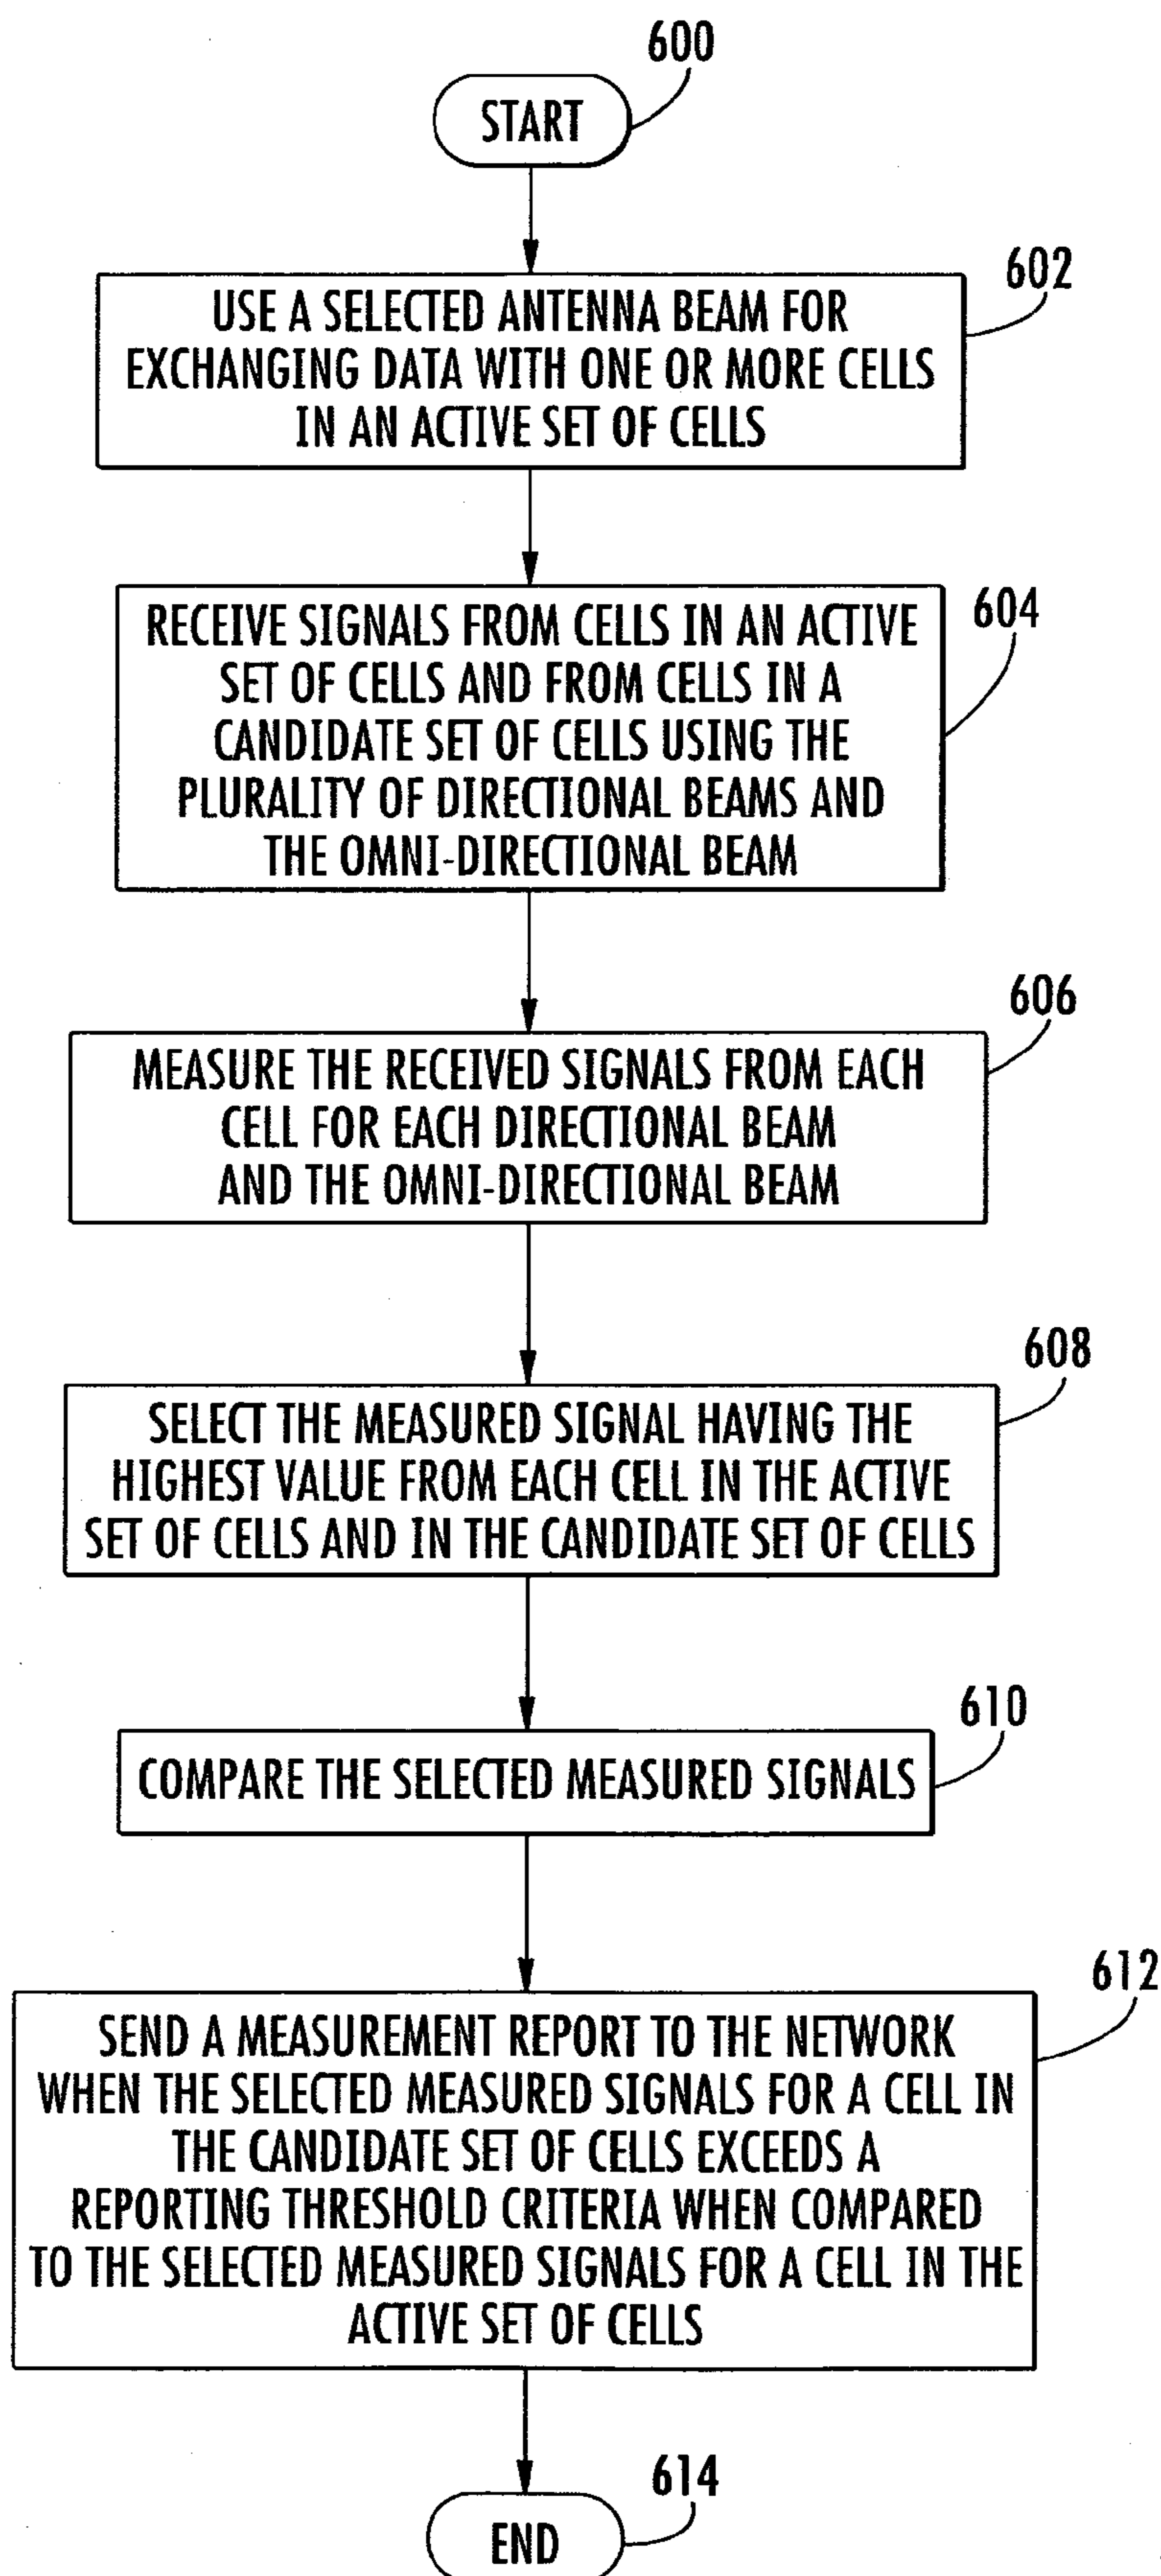 600
START
602
USE A SELECTED ANTENNA BEAM FOR
EXCHANGING DATA WITH ONE OR MORE CELLS
IN AN ACTIVE SET OF CELLS
604
RECEIVE SIGNALS FROM CELLS IN AN ACTIVE
SET OF CELLS AND FROM CELLS IN A
CANDIDATE SET OF CELLS USING THE
PLURALITY OF DIRECTIONAL BEAMS AND
THE OMNI-DIRECTIONAL BEAM
606
MEASURE THE RECEIVED SIGNALS FROM EACH
CELL FOR EACH DIRECTIONAL BEAM
AND THE OMNI-DIRECTIONAL BEAM
608
SELECT THE MEASURED SIGNAL HAVING THE
HIGHEST VALUE FROM EACH CELL IN THE ACTIVE
SET OF CELLS AND IN THE CANDIDATE SET OF CELLS
610
COMPARE THE SELECTED MEASURED SIGNALS
612
SEND A MEASUREMENT REPORT TO THE NETWORK
WHEN THE SELECTED MEASURED SIGNALS FOR A CELL IN
THE CANDIDATE SET OF CELLS EXCEEDS A
REPORTING THRESHOLD CRITERIA WHEN COMPARED
TO THE SELECTED MEASURED SIGNALS FOR A CELL IN THE
ACTIVE SET OF CELLS
614
END